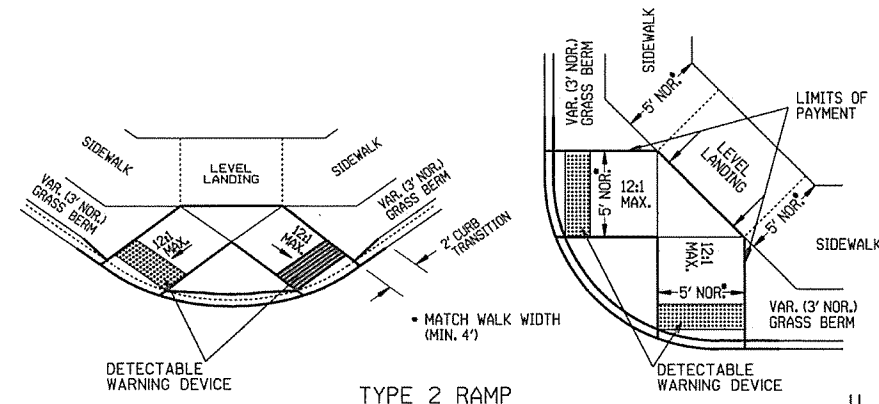 SIDEWALK
LEVEL
LANDING
SIDEWALK
VAR. (3' NOR.)
GRASS BERM
VAR. (3' NOR.)
GRASS BERM
12:1
MAX.
12:1
MAX.
2' CURB
TRANSITION
• MATCH WALK WIDTH
(MIN. 4')
DETECTABLE
WARNING DEVICE
TYPE 2 RAMP
VAR. (3' NOR.)
GRASS BERM
SIDEWALK
5' NOR.•
LIMITS OF
PAYMENT
LEVEL
LANDING
5' NOR.•
12:1
MAX.
5' NOR.•
SIDEWALK
12:1
MAX.
5' NOR.•
VAR. (3' NOR.)
GRASS BERM
DETECTABLE
WARNING DEVICE